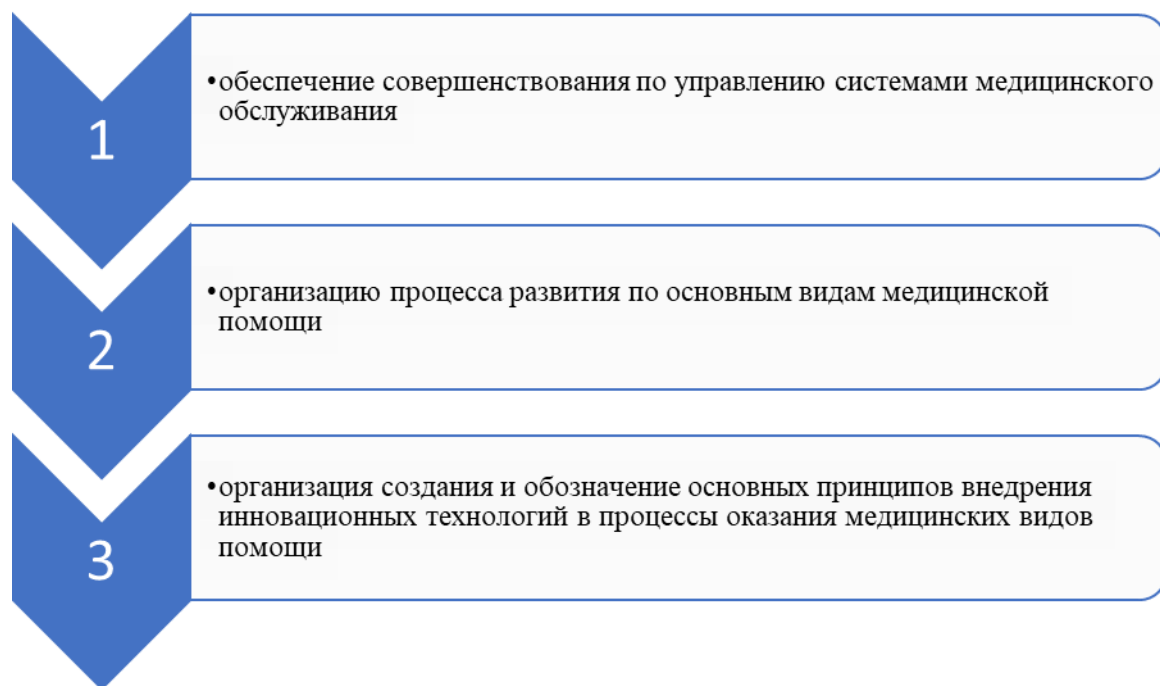 1
•обеспечение совершенствования по управлению системами медицинского
обслуживания
2
•организацию процесса развития по основным видам медицинской
помощи
3
•организация создания и обозначение основных принципов внедрения
инновационных технологий в процессы оказания медицинских видов
помощи